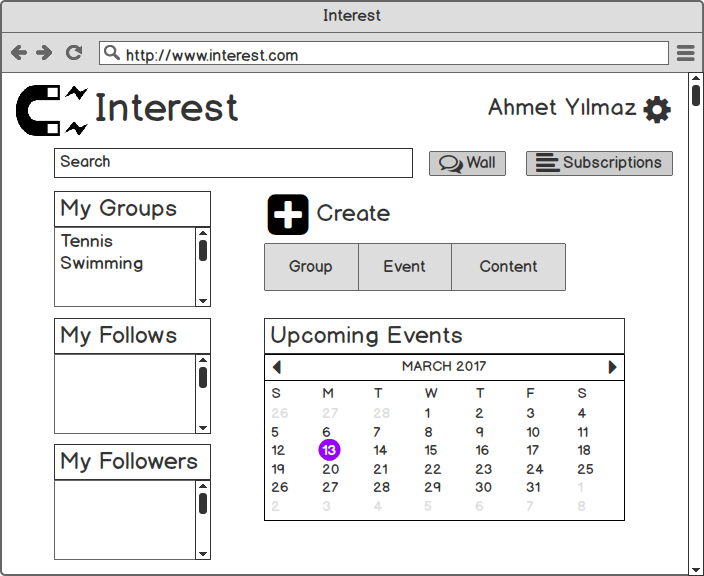 Interest
http://www.interest.com
Interest
Ahmet Yılmaz
Search
Wall
Subscriptions
My Groups
Tennis
Swimming
Create
Group Event Content
My Follows
My Followers
Upcoming Events
MARCH 2017
S M T W T F S
26 27 28 1 2 3 4
5 6 7 8 9 10 11
12 13 14 15 16 17 18
19 20 21 22 23 24 25
26 27 28 29 30 31 1
2 3 4 5 6 7 8